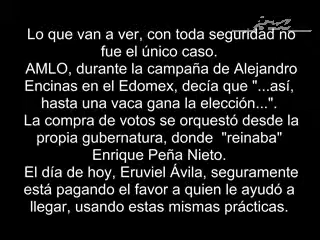 Lo que van a ver, con toda seguridad no
fue el único caso.
AMLO, durante la campaña de Alejandro
Encinas en el Edomex, decía que "...así,
hasta una vaca gana la elección...".
La compra de votos se orquestó desde la
propia gubernatura, donde "reinaba"
Enrique Peña Nieto.
El día de hoy, Eruviel Ávila, seguramente
está pagando el favor a quien le ayudó a
llegar, usando estas mismas prácticas.